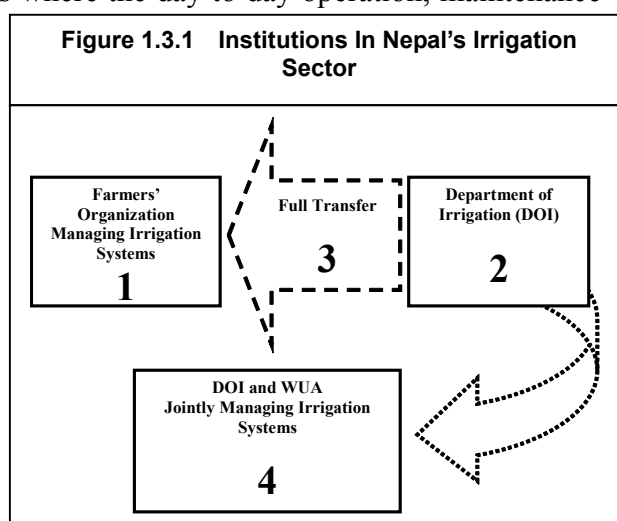 s where the day to day operation, maintenance
Figure 1.3.1 Institutions In Nepal's Irrigation
Sector
Farmers'
Organization
Managing Irrigation
Systems
1
Full Transfer
3
Department of
Irrigation (DOI)
2
DOI and WUA
Jointly Managing Irrigation
Systems
4